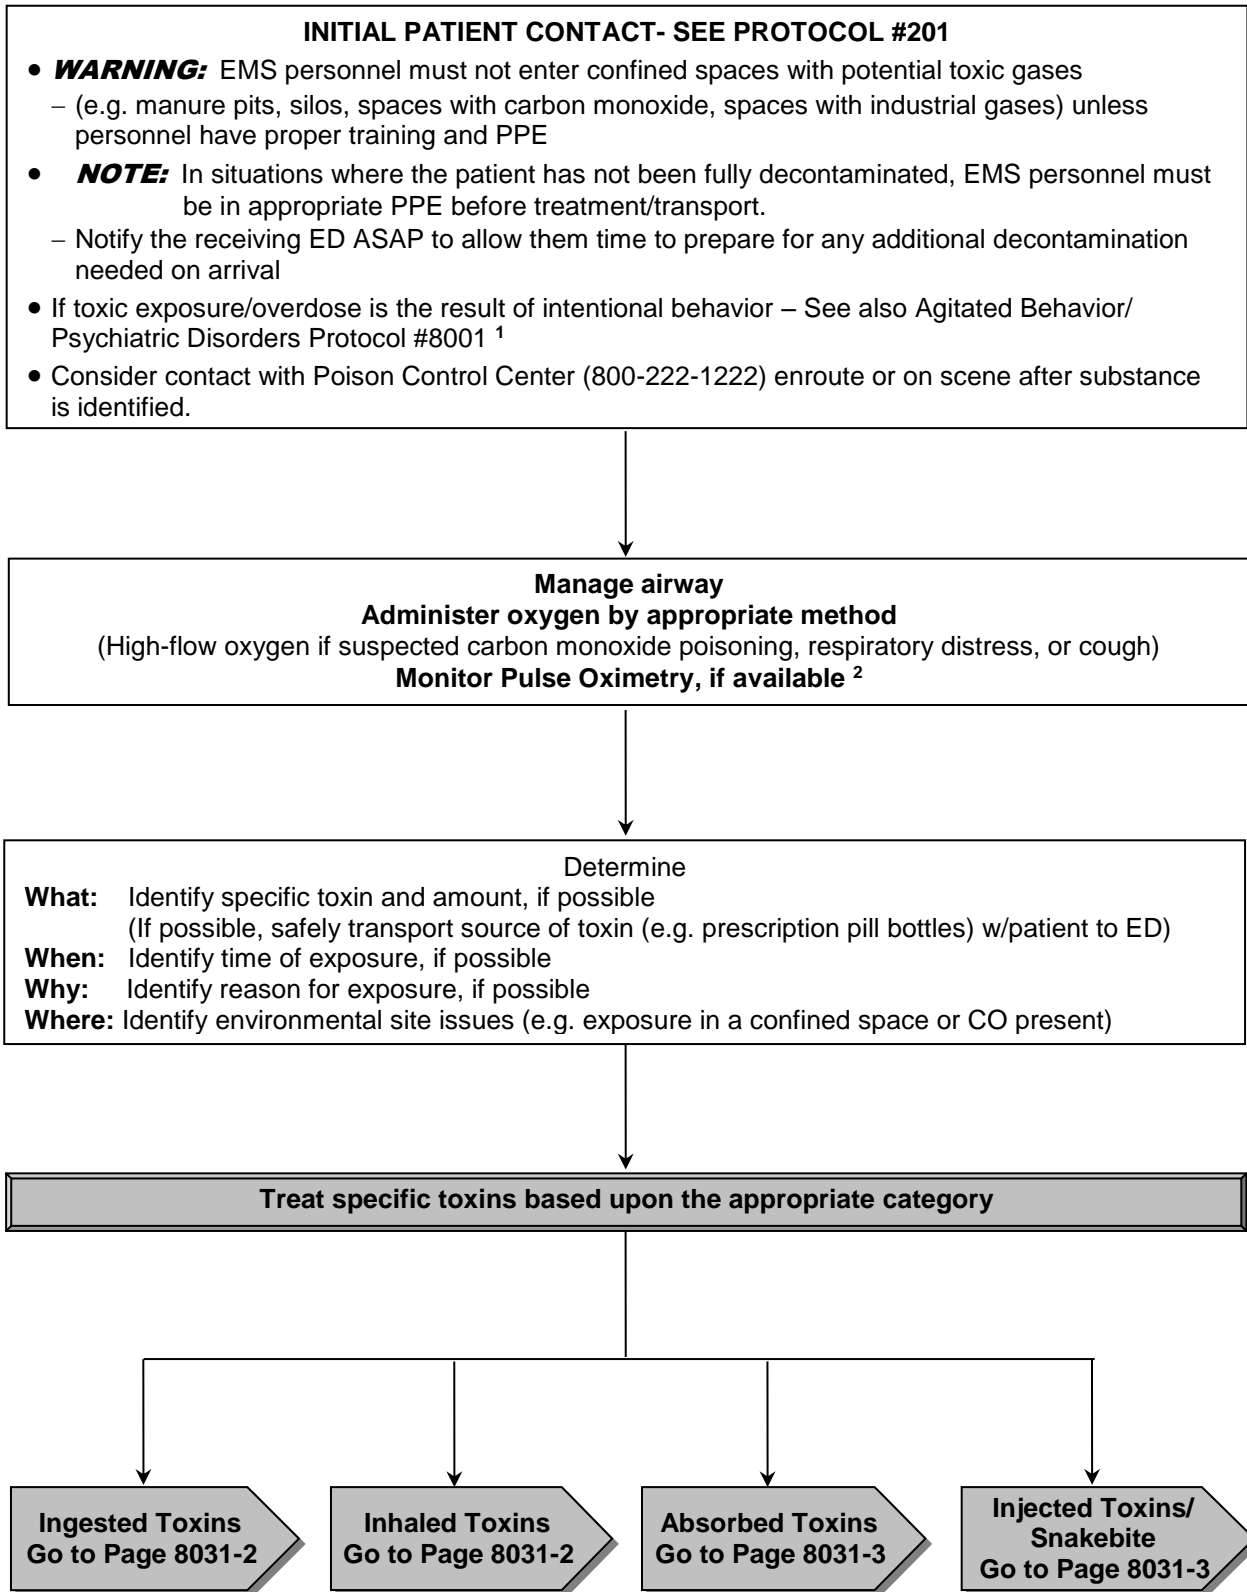 INITIAL PATIENT CONTACT- SEE PROTOCOL #201
• WARNING: EMS personnel must not enter confined spaces with potential toxic gases
– (e.g. manure pits, silos, spaces with carbon monoxide, spaces with industrial gases) unless
personnel have proper training and PPE
• NOTE: In situations where the patient has not been fully decontaminated, EMS personnel must
be in appropriate PPE before treatment/transport.
– Notify the receiving ED ASAP to allow them time to prepare for any additional decontamination
needed on arrival
• If toxic exposure/overdose is the result of intentional behavior – See also Agitated Behavior/
Psychiatric Disorders Protocol #8001 ¹
• Consider contact with Poison Control Center (800-222-1222) enroute or on scene after substance
is identified.
Manage airway
Administer oxygen by appropriate method
(High-flow oxygen if suspected carbon monoxide poisoning, respiratory distress, or cough)
Monitor Pulse Oximetry, if available ²
Determine
What: Identify specific toxin and amount, if possible
(If possible, safely transport source of toxin (e.g. prescription pill bottles) w/patient to ED)
When: Identify time of exposure, if possible
Why: Identify reason for exposure, if possible
Where: Identify environmental site issues (e.g. exposure in a confined space or CO present)
Treat specific toxins based upon the appropriate category
Ingested Toxins
Go to Page 8031-2
Inhaled Toxins
Go to Page 8031-2
Absorbed Toxins
Go to Page 8031-3
Injected Toxins/
Snakebite
Go to Page 8031-3